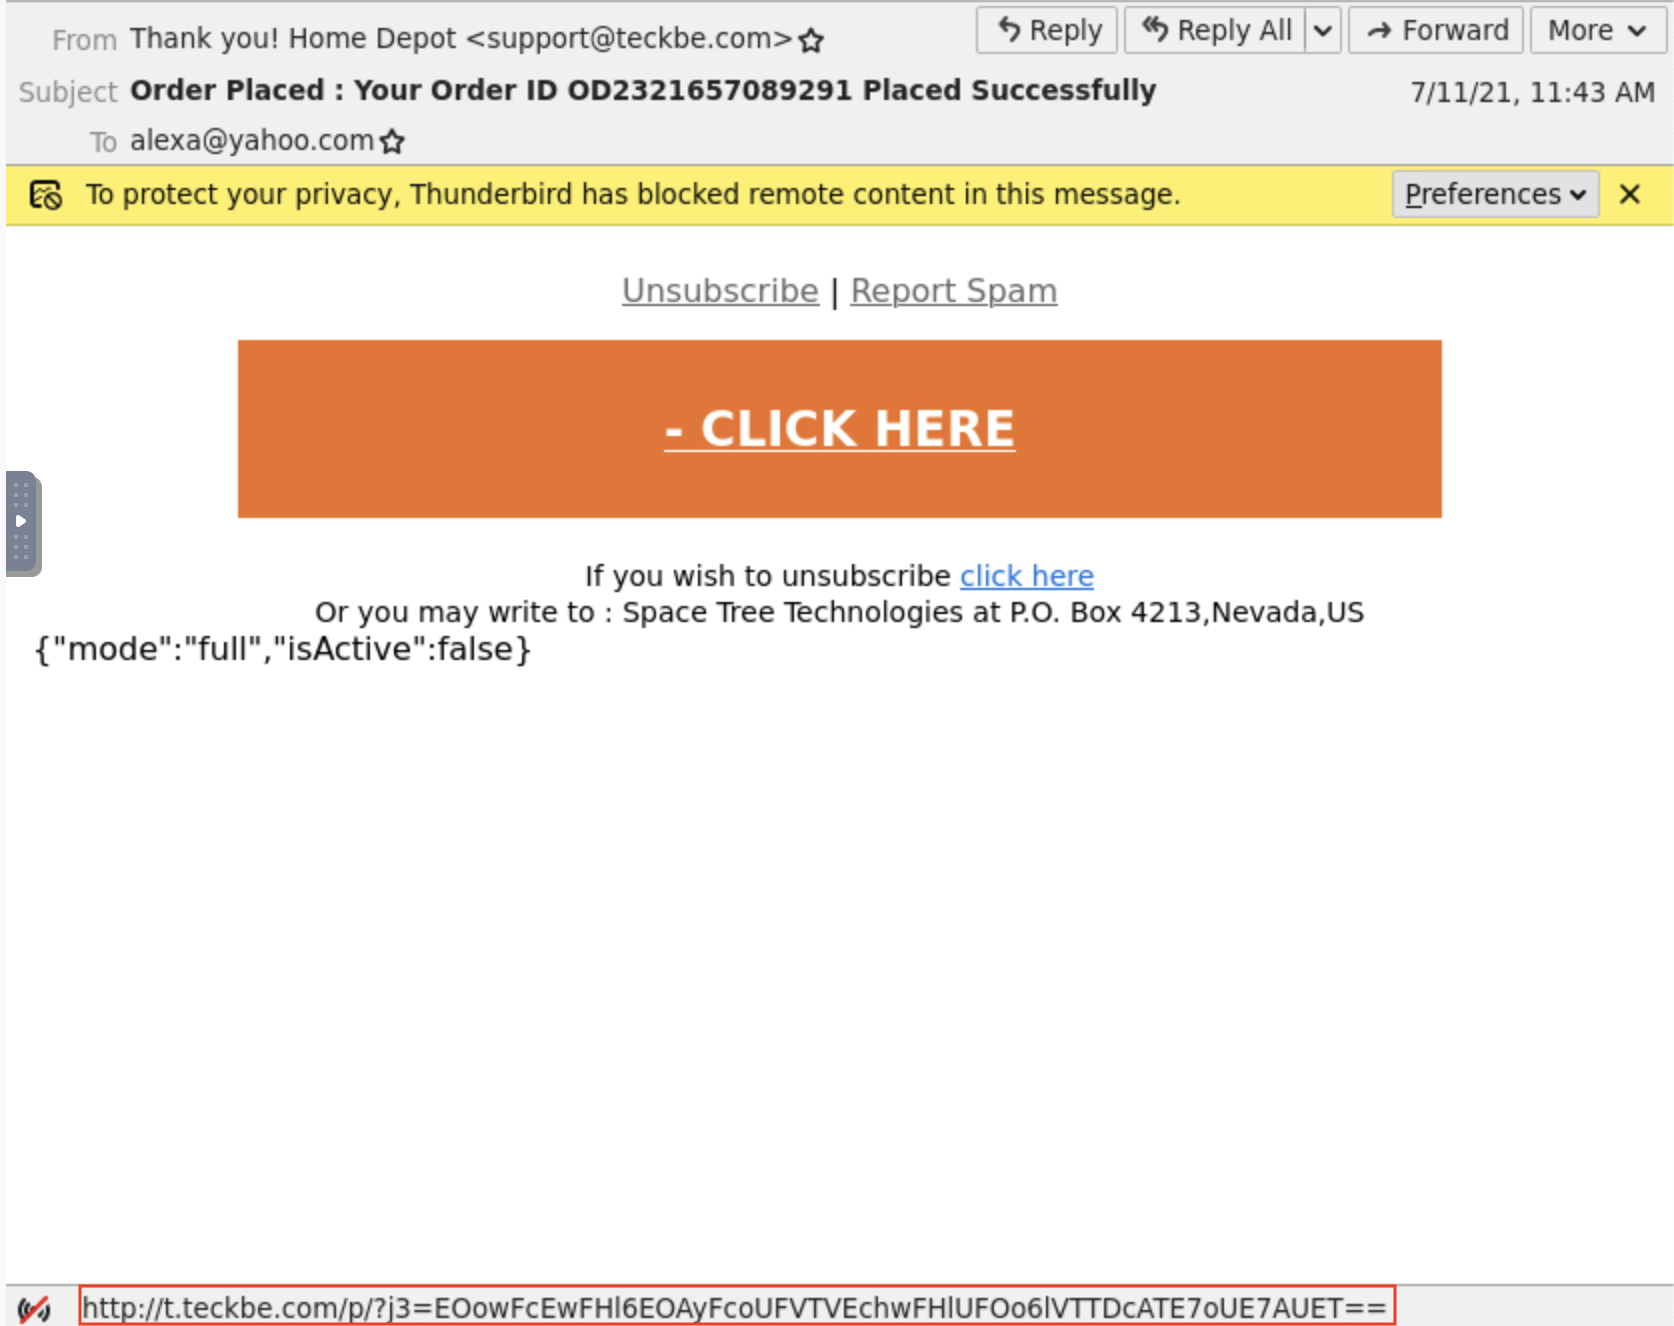 From Thank you! Home Depot <support@teckbe.com> Reply Reply All Forward More
Subject Order Placed : Your Order ID OD2321657089291 Placed Successfully 7/11/21, 11:43 AM
To alexa@yahoo.com
To protect your privacy, Thunderbird has blocked remote content in this message. Preferences
Unsubscribe | Report Spam
- CLICK HERE
If you wish to unsubscribe click here
Or you may write to : Space Tree Technologies at P.O. Box 4213,Nevada,US
{"mode":"full","isActive":false}
http://t.teckbe.com/p/?j3=EOowFcEwFHl6EOAyFcoUFVTVEchwFHlUFOo6lVTTDcATE7oUE7AUET==